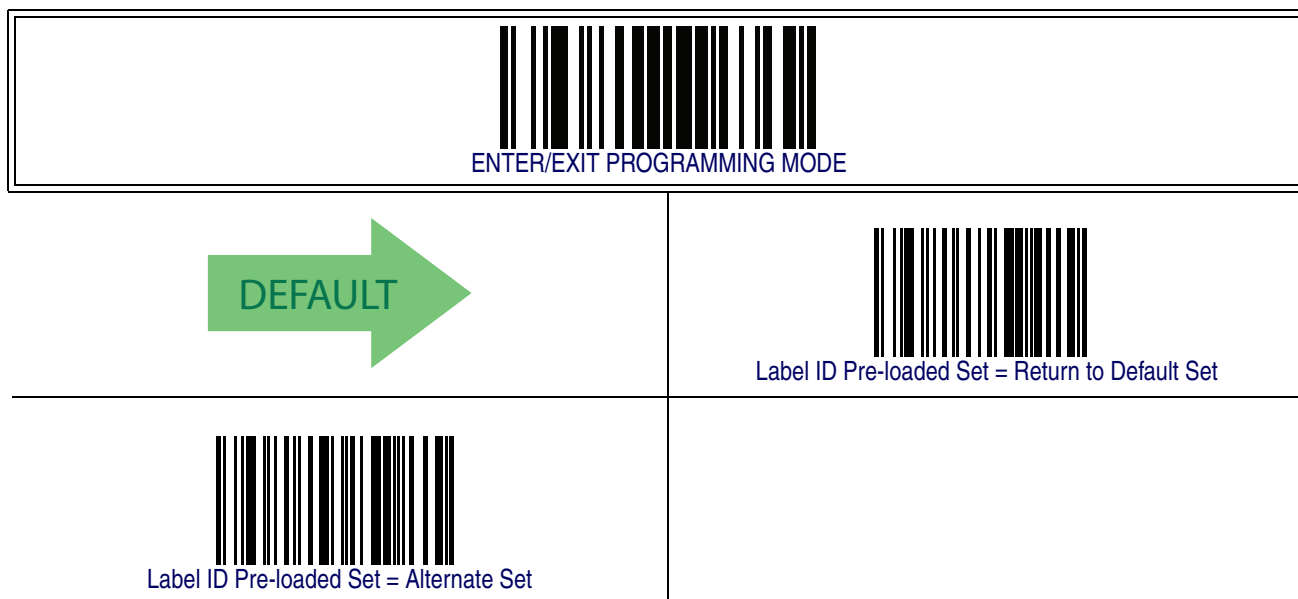 ENTER/EXIT PROGRAMMING MODE
DEFAULT
Label ID Pre-loaded Set = Return to Default Set
Label ID Pre-loaded Set = Alternate Set